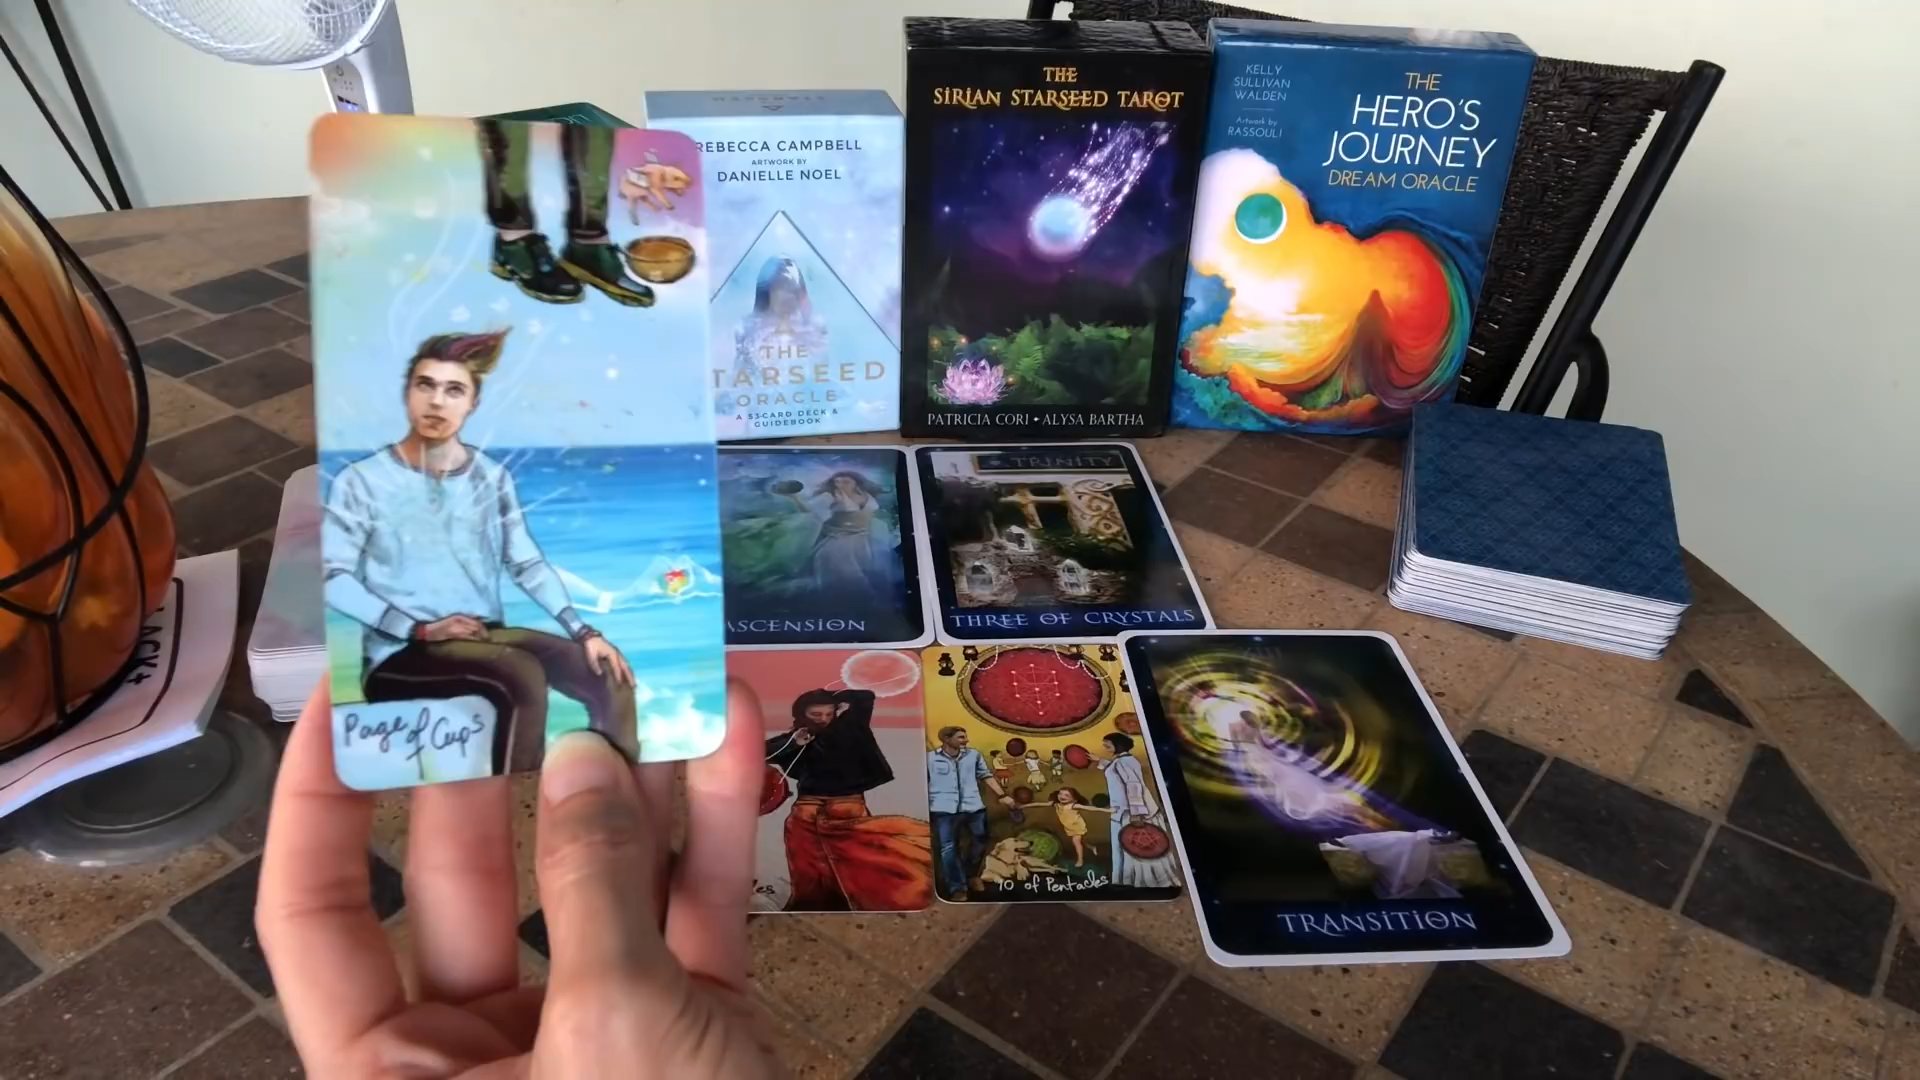 REBECCA CAMPBELL
ARTWORK BY
DANIELLE NOEL
THE
TARSEED
ORACLE
A 53-CARD DECK &
GUIDEBOOK
THE
SIRIAN STARSEED TAROT
PATRICIA CORI • ALYSA BARTHA
KELLY
SULLIVAN
WALDEN
Artwork by
RASSOULI
THE
HERO'S
JOURNEY
DREAM ORACLE
Page of Cups
ASCENSION
TRINITY
THREE OF CRYSTALS
10 of Pentacles
XIII
TRANSITION